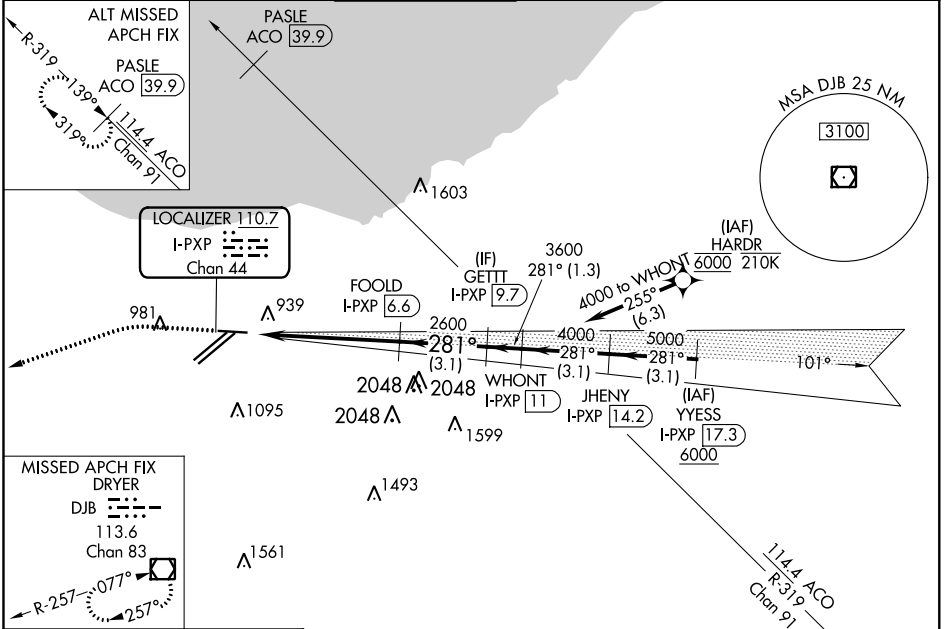 ALT MISSED
APCH FIX
PASLE
ACO 39.9
R-319
139°
319°
114.4 ACO
Chan 91
PASLE
ACO 39.9
MSA DJB 25 NM
3100
1603
LOCALIZER 110.7
I-PXP
Chan 44
(IAF)
HARDR
6000 210K
4000 to WHONT
255°
(6.3)
3600
281° (1.3)
(IF)
GETTT
I-PXP 9.7
FOOLD
I-PXP 6.6
981
939
2600
281°
(3.1)
4000
281°
(3.1)
5000
281°
(3.1)
101°
2048
2048
2048
WHONT
I-PXP 11
JHENY
I-PXP 14.2
(IAF)
YYESS
I-PXP 17.3
6000
1095
1599
1493
1561
MISSED APCH FIX
DRYER
DJB
113.6
Chan 83
R-257
077°
257°
114.4 ACO
R-319
Chan 91